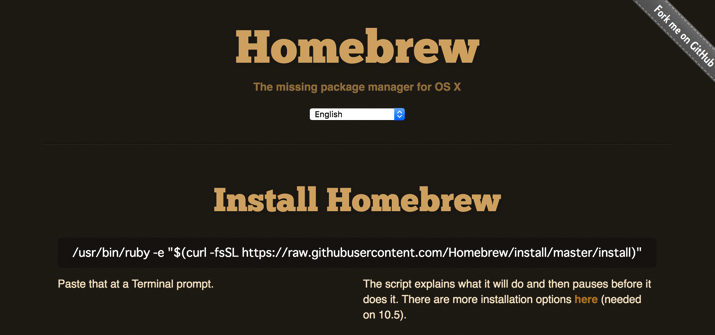 Fork me on GitHub
Homebrew
The missing package manager for OS X
English
Install Homebrew
/usr/bin/ruby -e "$(curl -fsSL https://raw.githubusercontent.com/Homebrew/install/master/install)"
Paste that at a Terminal prompt.
The script explains what it will do and then pauses before it
does it. There are more installation options here (needed
on 10.5).